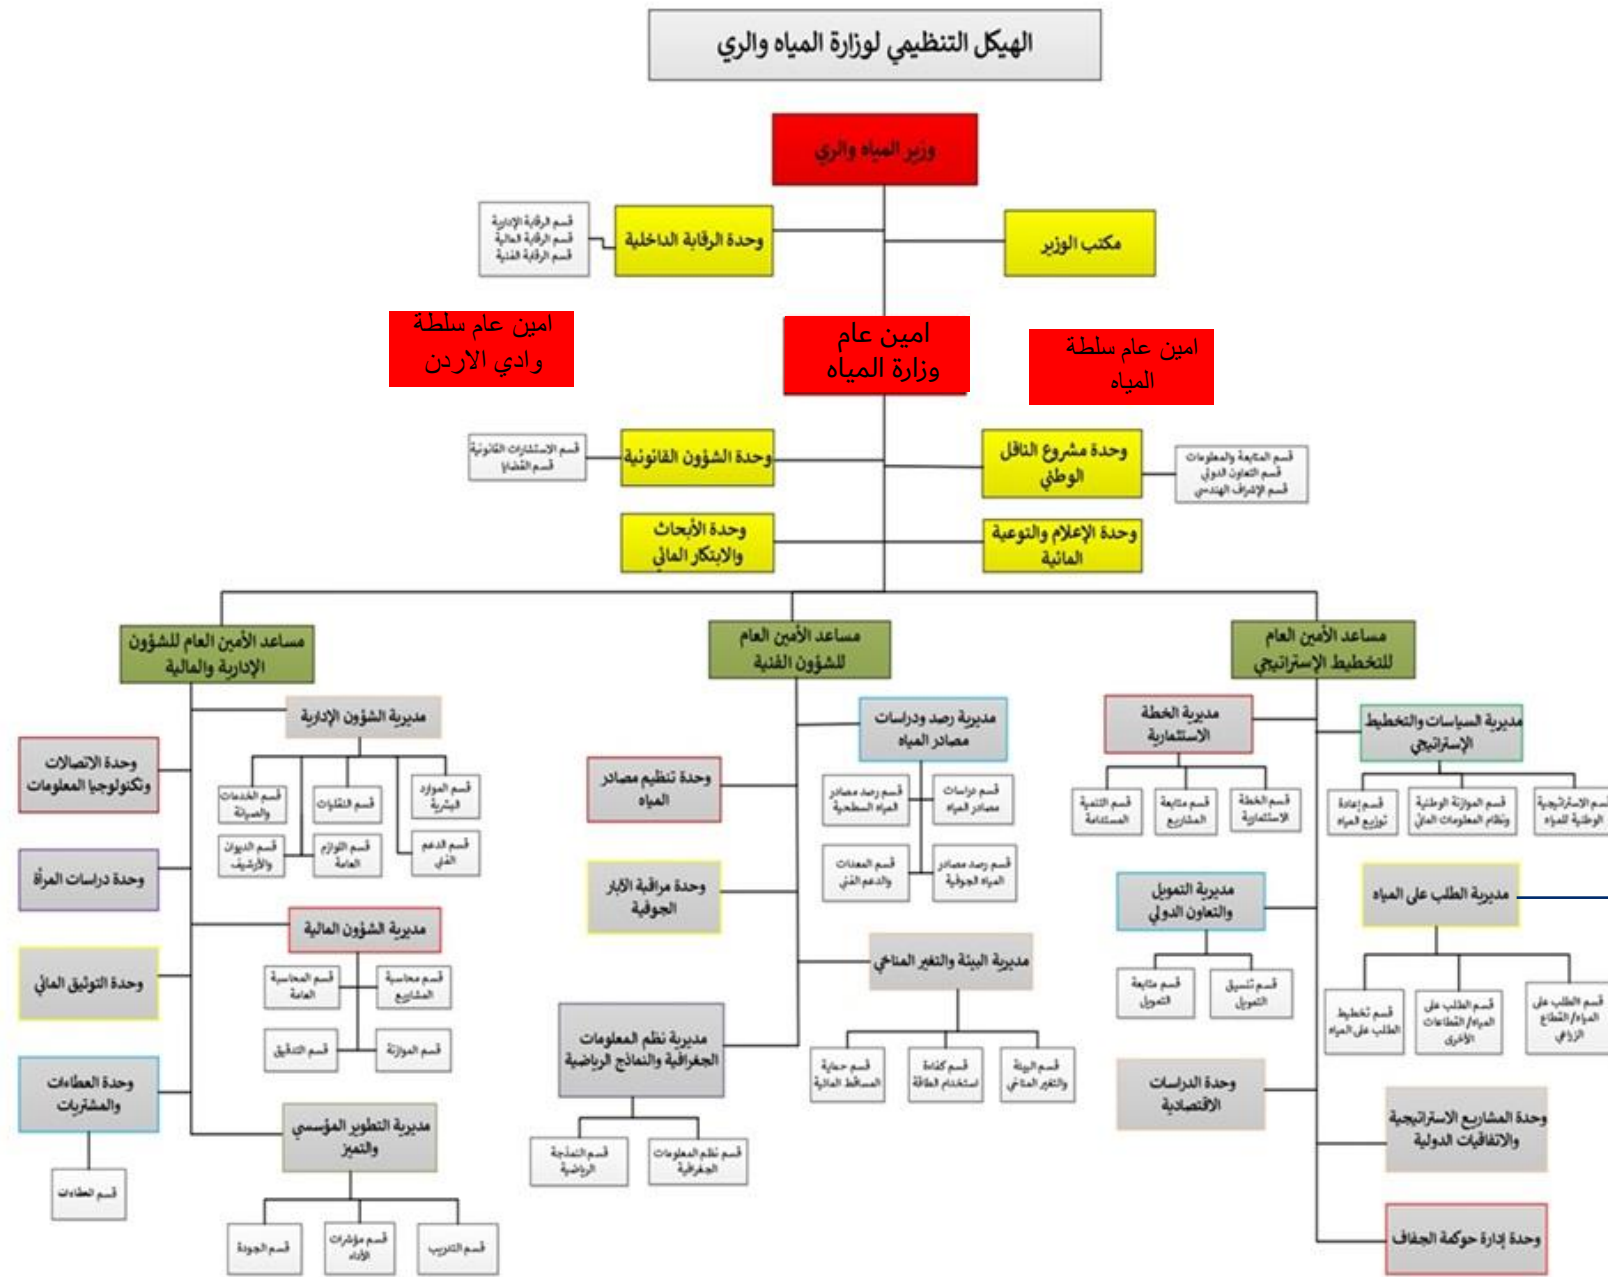 الهيكل التنظيمي لوزارة المياه والري
وزير المياه والري
مكتب الوزير
وحدة الرقابة الداخلية
قسم الرقابة الإدارية
قسم الرقابة المالية
قسم الرقابة الفنية
امين عام سلطة
المياه
امين عام
وزارة المياه
امين عام سلطة
وادي الاردن
وحدة مشروع الناقل
الوطني
قسم المتابعة والمعلومات
قسم التعاون الدولي
قسم الإشراف الهندسي
وحدة الشؤون القانونية
قسم الاستشارات القانونية
قسم القضايا
وحدة الإعلام والتوعية
المائية
وحدة الأبحاث
والابتكار المائي
مساعد الأمين العام
للتخطيط الإستراتيجي
مديرية السياسات والتخطيط
الإستراتيجي
قسم الاستراتيجية
الوطنية للمياه
قسم الموازنة الوطنية
ونظام المعلومات المائي
قسم إعادة
توزيع المياه
مديرية الخطة
الاستثمارية
قسم الخطة
الاستثمارية
قسم متابعة
المشاريع
قسم التنمية
المستدامة
مديرية الطلب على المياه
قسم الطلب على
المياه/ القطاع
الزراعي
قسم الطلب على
المياه/ القطاعات
الأخرى
قسم تخطيط
الطلب على المياه
مديرية التمويل
والتعاون الدولي
قسم تنسيق
التمويل
قسم متابعة
التمويل
وحدة الدراسات
الاقتصادية
وحدة المشاريع الاستراتيجية
والاتفاقيات الدولية
وحدة إدارة حوكمة الجفاف
مساعد الأمين العام
للشؤون الفنية
مديرية رصد ودراسات
مصادر المياه
قسم دراسات
مصادر المياه
قسم رصد مصادر
المياه السطحية
قسم رصد مصادر
المياه الجوفية
قسم المعدات
والدعم الفني
وحدة تنظيم مصادر
المياه
وحدة مراقبة الآبار
الجوفية
مديرية البيئة والتغير المناخي
قسم البيئة
والتغير المناخي
قسم كفاءة
استخدام الطاقة
قسم حماية
المساقط المائية
مديرية نظم المعلومات
الجغرافية والنماذج الرياضية
قسم نظم المعلومات
الجغرافية
قسم النمذجة
الرياضية
مساعد الأمين العام للشؤون
الإدارية والمالية
مديرية الشؤون الإدارية
قسم الموارد
البشرية
قسم النقليات
قسم الخدمات
والصيانة
قسم الدعم
الفني
قسم اللوازم
العامة
قسم الديوان
والأرشيف
وحدة الاتصالات
وتكنولوجيا المعلومات
وحدة دراسات المرأة
مديرية الشؤون المالية
قسم محاسبة
المشاريع
قسم المحاسبة
العامة
قسم الموازنة
قسم التدقيق
وحدة التوثيق المائي
وحدة العطاءات
والمشتريات
قسم العطاءات
مديرية التطوير المؤسسي
والتميز
قسم التدريب
قسم مؤشرات
الأداء
قسم الجودة